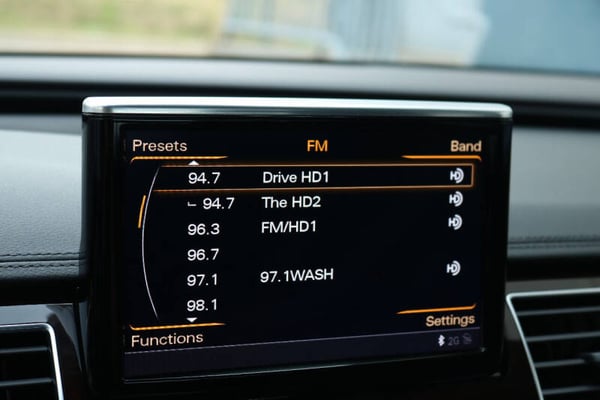 Presets FM Band
94.7 Drive HD1
94.7 The HD2
96.3 FM/HD1
96.7
97.1 97.1WASH
98.1
Functions Settings
2G